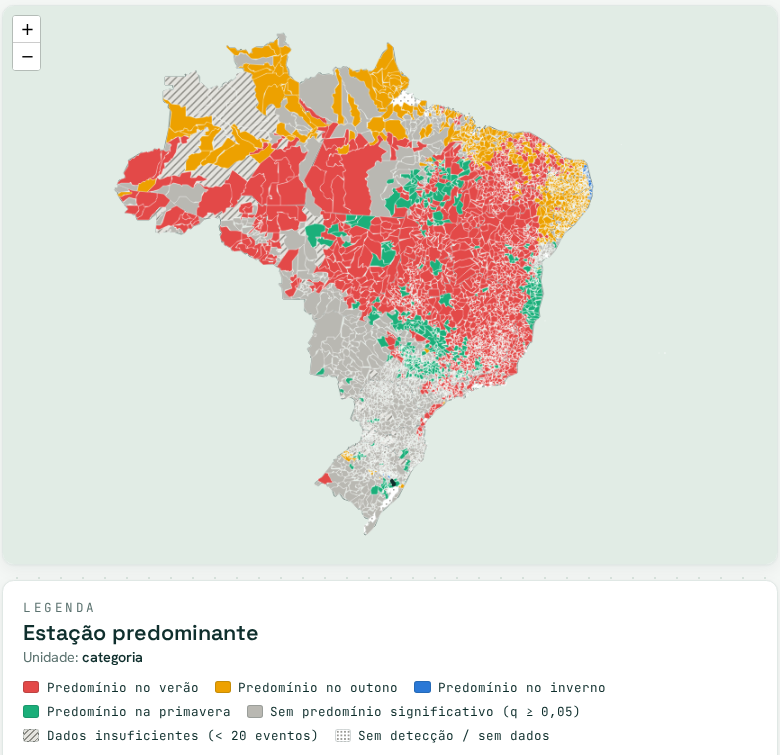 +
−
LEGENDA
Estação predominante
Unidade: categoria
Predomínio no verão Predomínio no outono Predomínio no inverno
Predomínio na primavera Sem predomínio significativo (q ≥ 0,05)
Dados insuficientes (< 20 eventos) Sem detecção / sem dados